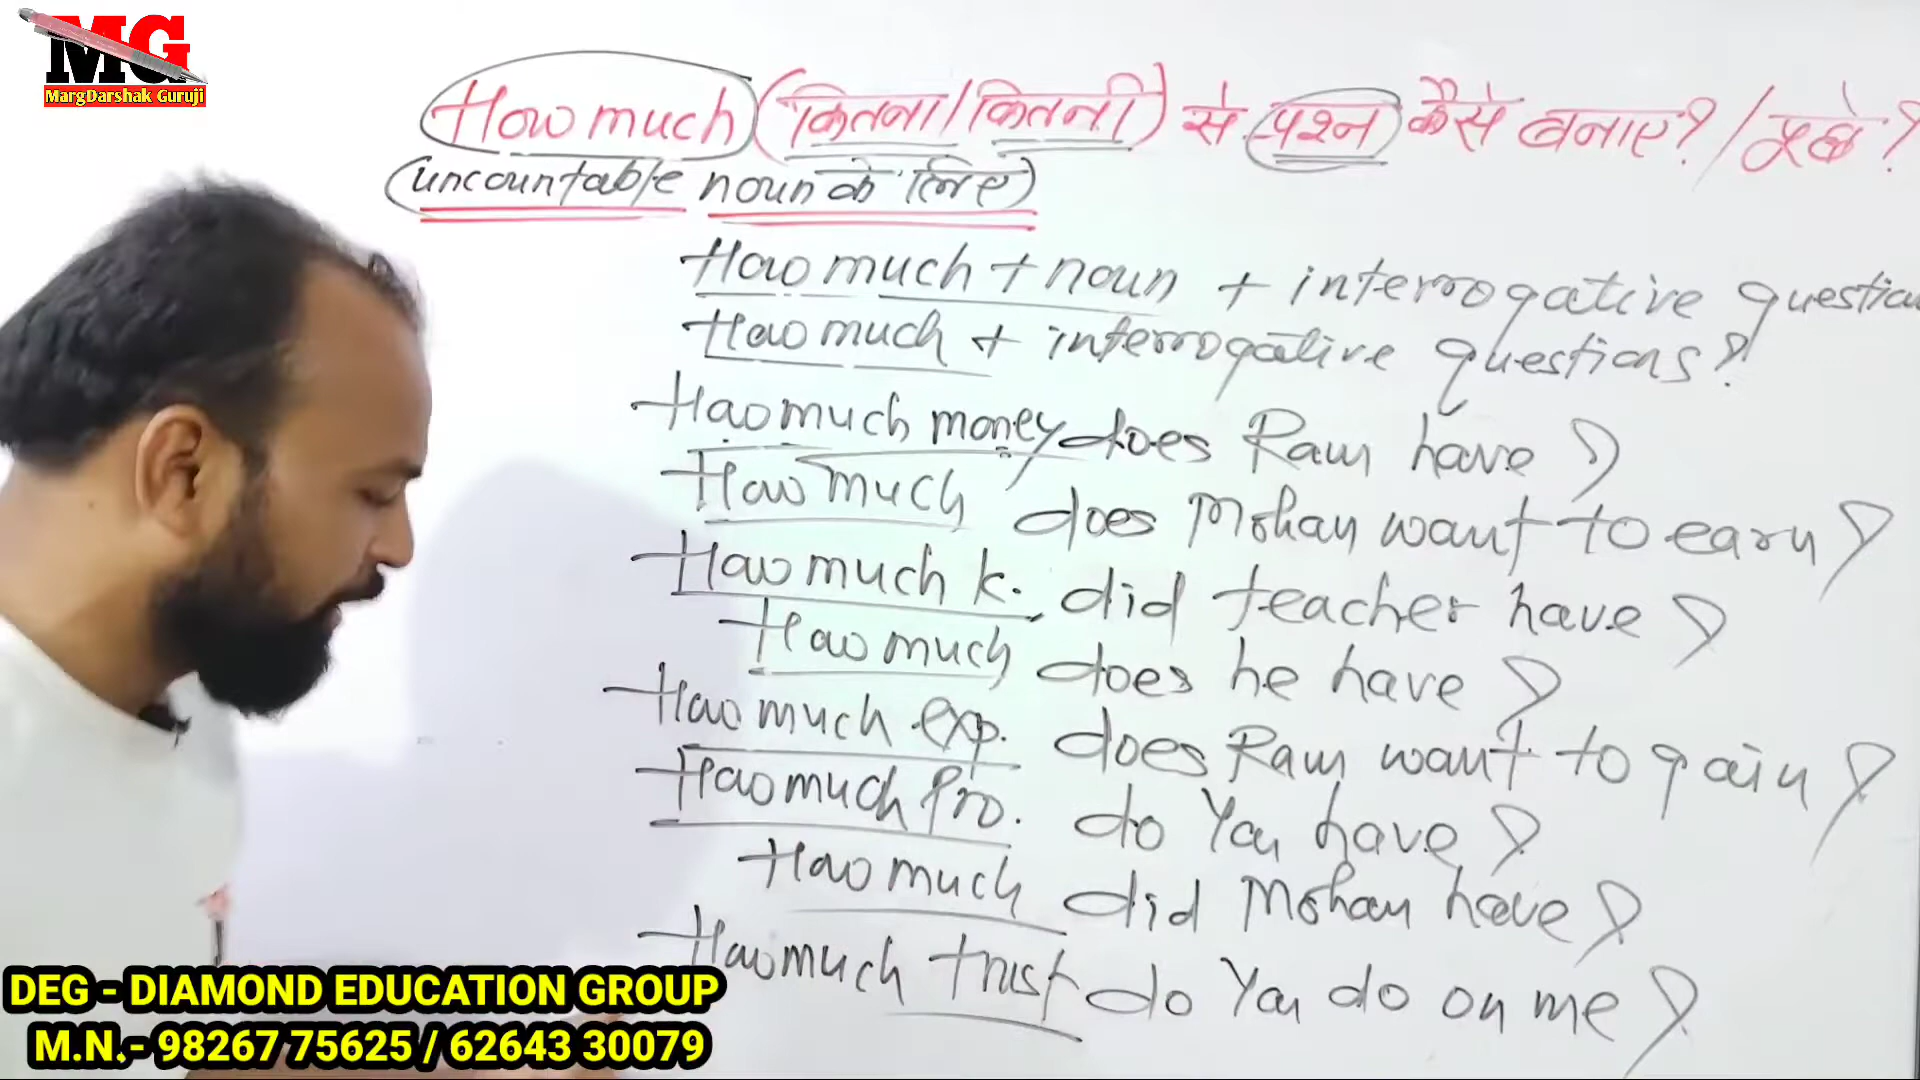 MG
MargDarshak Guruji
How much (कितना/कितनी) से प्रश्न कैसे बनाए?/पूछे?
(uncountable noun के लिए)
How much + noun + interrogative question
How much + interrogative questions?
How much money does Ram have?
How much does Mohan want to earn?
How much k. did teacher have?
How much does he have?
How much exp. does Ram want to gain?
How much Pro. do You have?
How much did Mohan have?
How much trust do You do on me?
DEG - DIAMOND EDUCATION GROUP
M.N.- 98267 75625 / 62643 30079